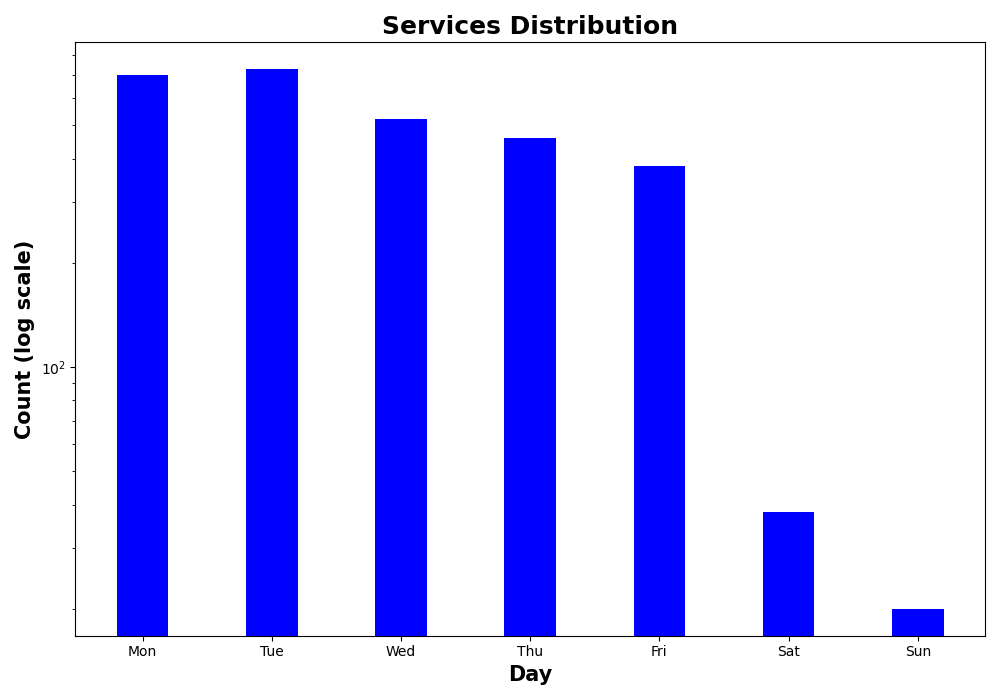 Services Distribution
Count (log scale)
10²
Mon Tue Wed Thu Fri Sat Sun
Day